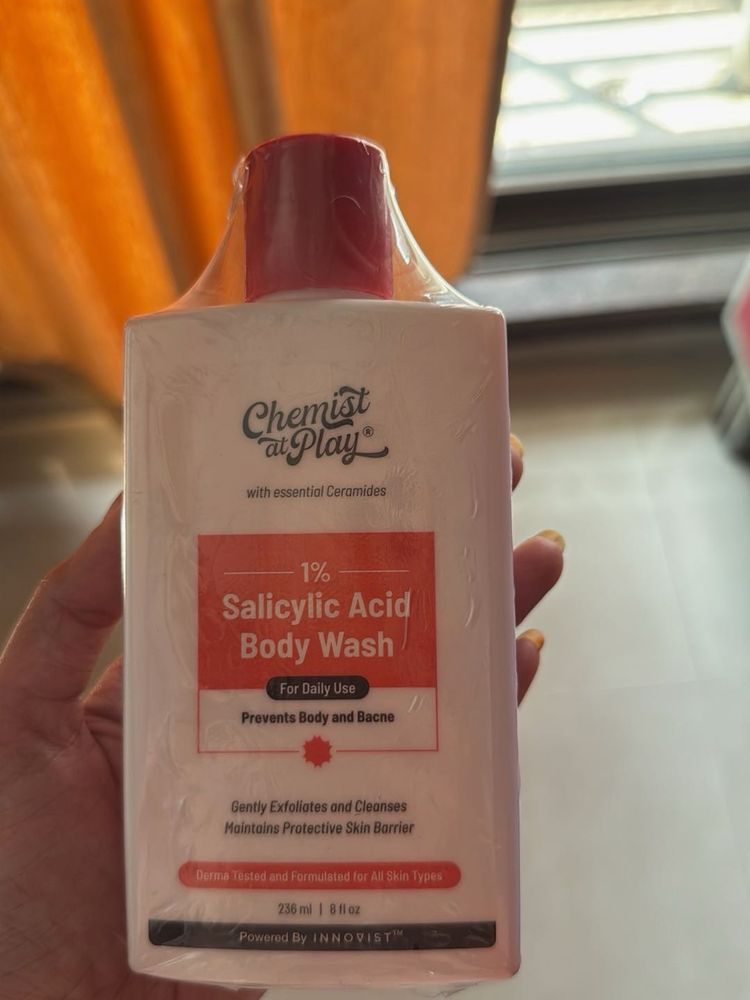 Chemist
at Play®
with essential Ceramides
1%
Salicylic Acid
Body Wash
For Daily Use
Prevents Body and Bacne
Gently Exfoliates and Cleanses
Maintains Protective Skin Barrier
Derma Tested and Formulated for All Skin Types
236 ml | 8 fl oz
Powered By INNOVIST™